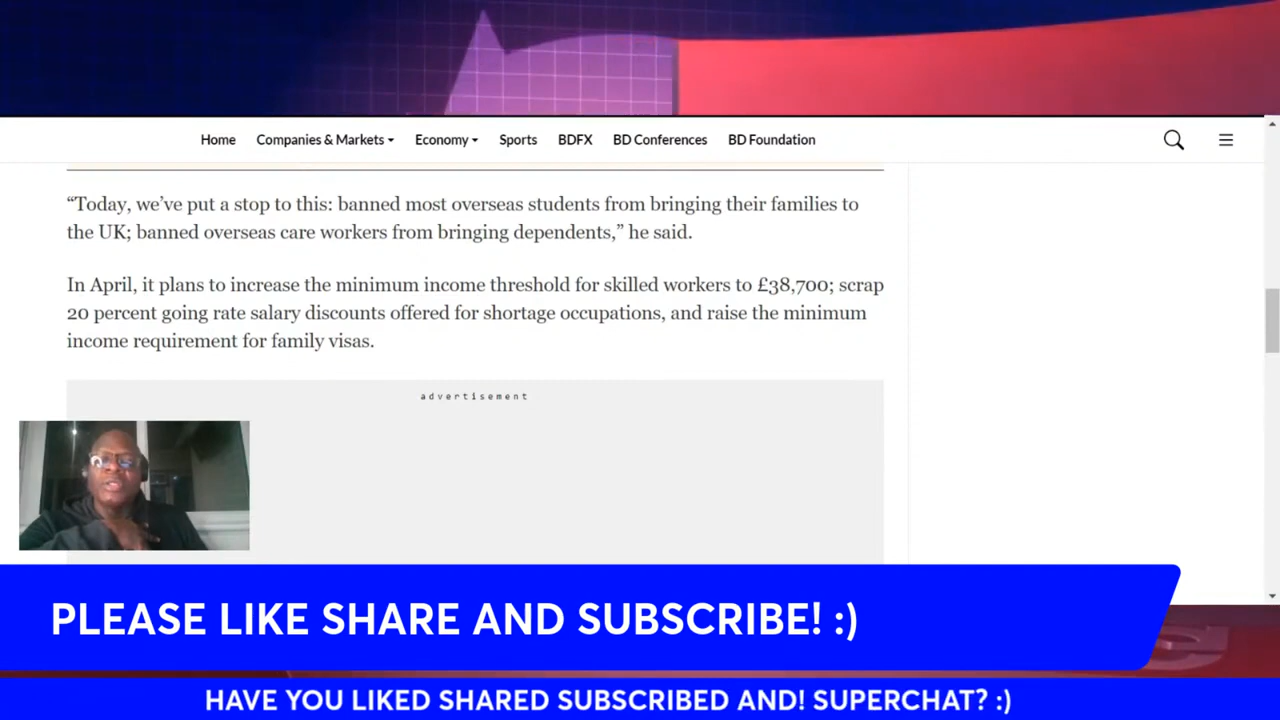 Home Companies & Markets Economy Sports BDFX BD Conferences BD Foundation
“Today, we’ve put a stop to this: banned most overseas students from bringing their families to
the UK; banned overseas care workers from bringing dependents,” he said.
In April, it plans to increase the minimum income threshold for skilled workers to £38,700; scrap
20 percent going rate salary discounts offered for shortage occupations, and raise the minimum
income requirement for family visas.
advertisement
PLEASE LIKE SHARE AND SUBSCRIBE! :)
HAVE YOU LIKED SHARED SUBSCRIBED AND! SUPERCHAT? :)